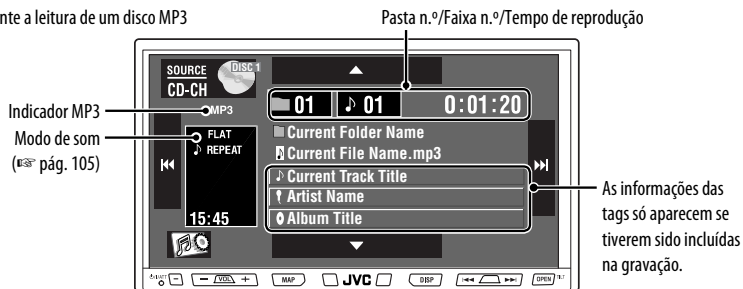 nte a leitura de um disco MP3
Pasta n.º/Faixa n.º/Tempo de reprodução
SOURCE
CD-CH
DISC 1
MP3
01 ♪ 01 0:01:20
Indicador MP3
Modo de som
(☞ pág. 105)
FLAT
♪ REPEAT
15:45
Current Folder Name
Current File Name.mp3
♪ Current Track Title
Artist Name
Album Title
As informações das
tags só aparecem se
tiverem sido incluídas
na gravação.
− − VOL + MAP JVC DISP OPEN TILT